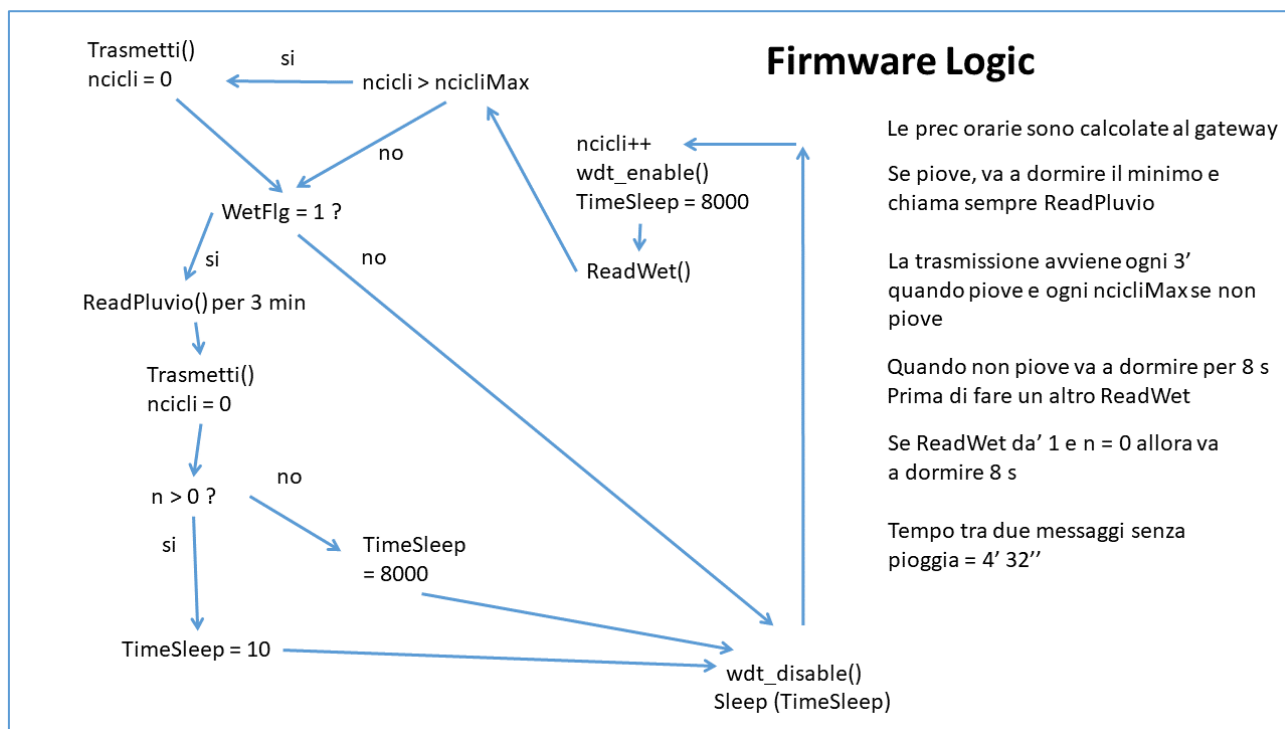 Firmware Logic
Trasmetti()
ncicli = 0
si
ncicli > ncicliMax
no
ncicli++
wdt_enable()
TimeSleep = 8000
ReadWet()
WetFlg = 1 ?
si
no
ReadPluvio() per 3 min
Trasmetti()
ncicli = 0
n > 0 ?
no
si
TimeSleep
= 8000
TimeSleep = 10
wdt_disable()
Sleep (TimeSleep)
Le prec orarie sono calcolate al gateway
Se piove, va a dormire il minimo e
chiama sempre ReadPluvio
La trasmissione avviene ogni 3'
quando piove e ogni ncicliMax se non
piove
Quando non piove va a dormire per 8 s
Prima di fare un altro ReadWet
Se ReadWet da' 1 e n = 0 allora va
a dormire 8 s
Tempo tra due messaggi senza
pioggia = 4' 32''